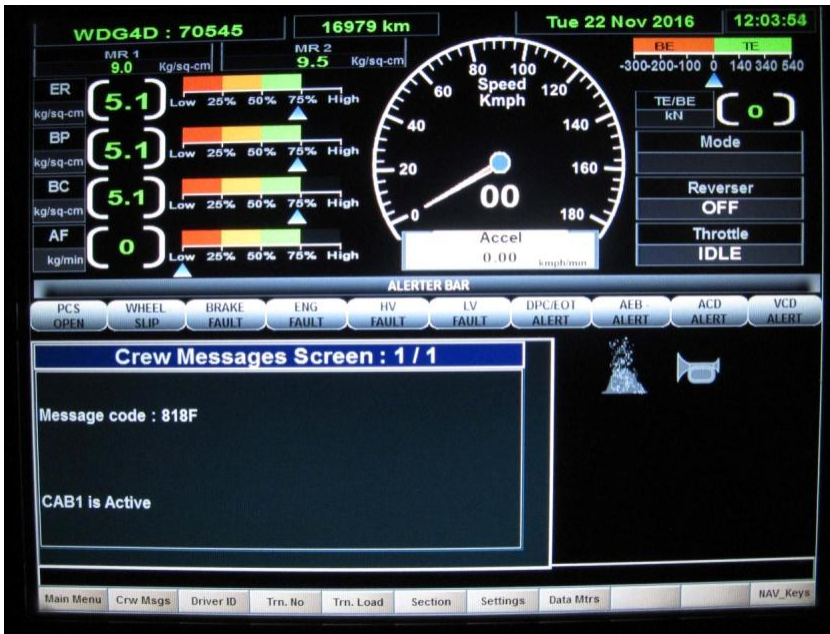 WDG4D : 70545
16979 km
Tue 22 Nov 2016
12:03:54
MR 1
9.0 Kg/sq-cm
MR 2
9.5 Kg/sq-cm
BE TE
-300-200-100 0 140 340 540
TE/BE
kN
0
Mode
Reverser
OFF
Throttle
IDLE
ER
kg/sq-cm
5.1
Low 25% 50% 75% High
BP
kg/sq-cm
5.1
Low 25% 50% 75% High
BC
kg/sq-cm
5.1
Low 25% 50% 75% High
AF
kg/min
0
Low 25% 50% 75% High
Speed
Kmph
0 20 40 60 80 100 120 140 160 180
00
Accel
0.00 kmph/min
ALERTER BAR
PCS OPEN
WHEEL SLIP
BRAKE FAULT
ENG FAULT
HV FAULT
LV FAULT
DPC/EOT ALERT
AEB ALERT
ACD ALERT
VCD ALERT
Crew Messages Screen : 1 / 1
Message code : 818F
CAB1 is Active
Main Menu Crw Msgs Driver ID Trn. No Trn. Load Section Settings Data Mtrs NAV_Keys